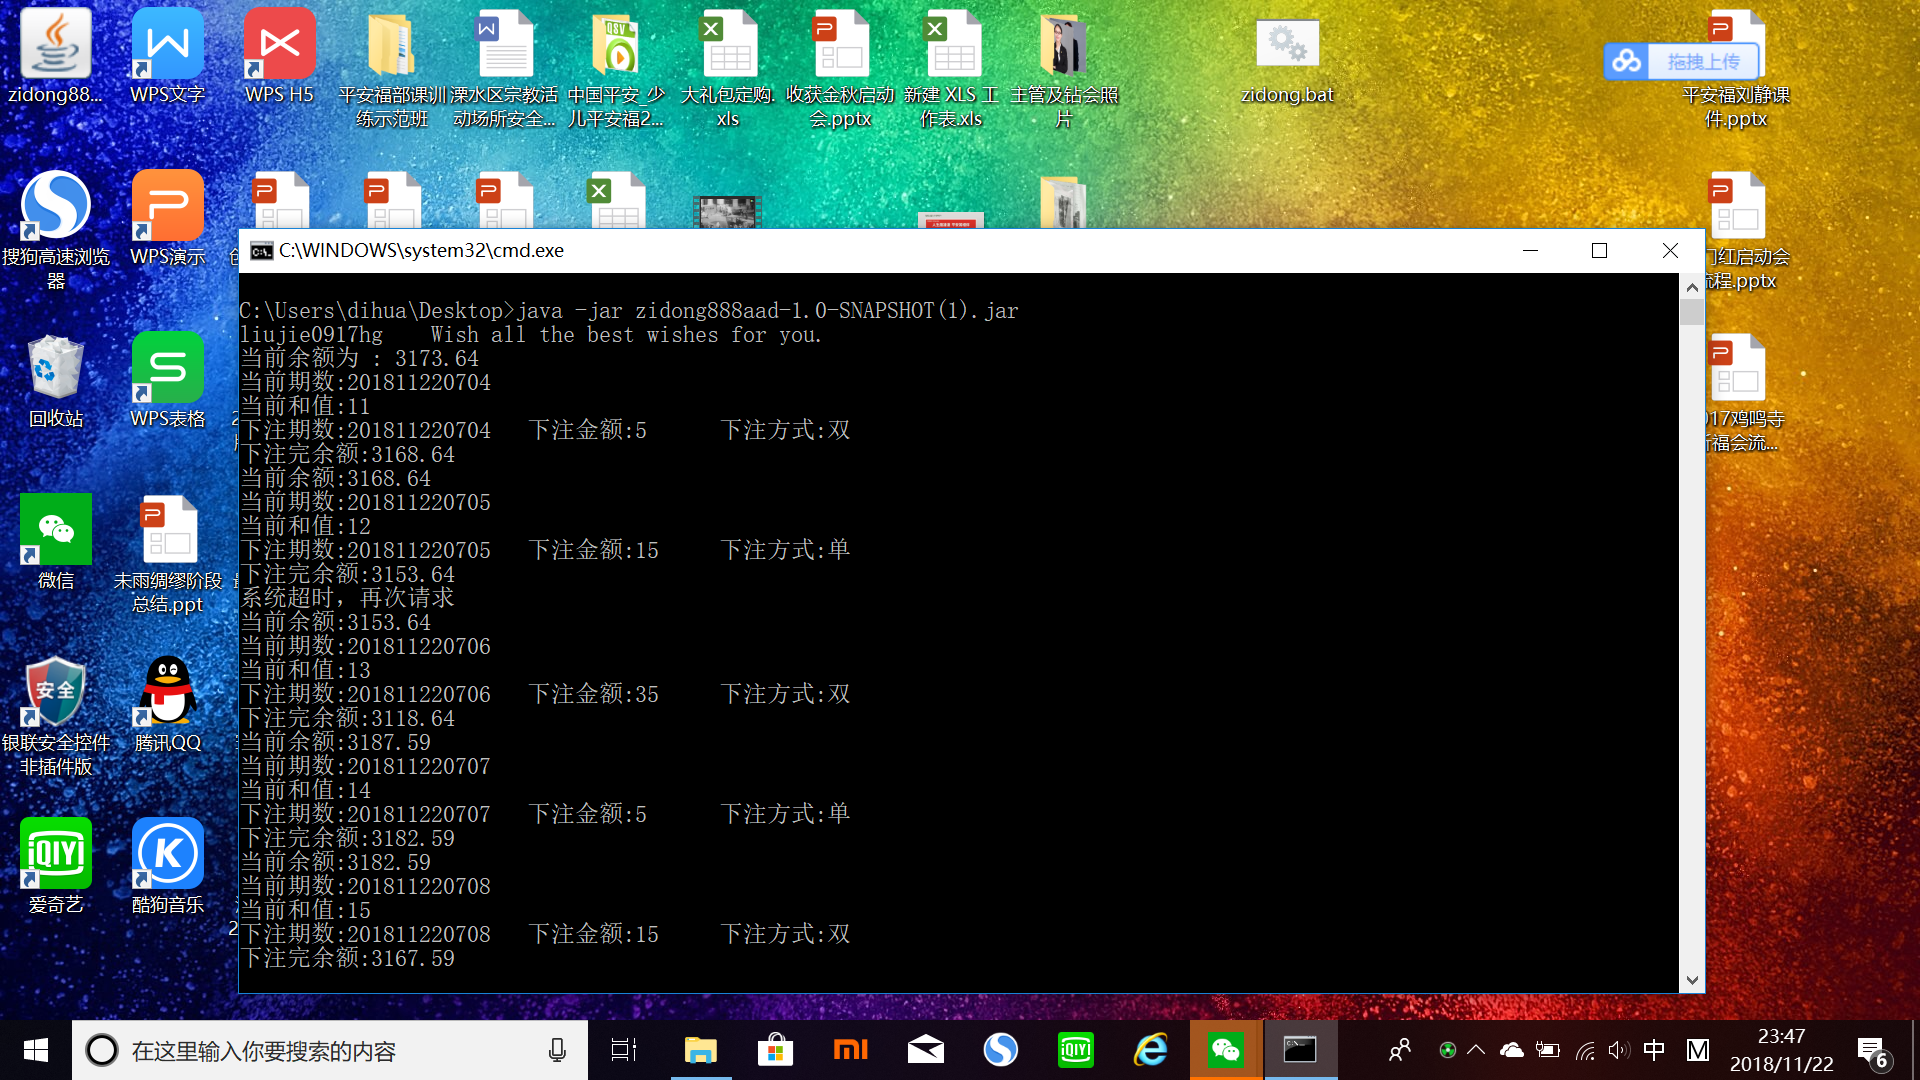 zidong88...
WPS文字
WPS H5
平安福部课训
练示范班
溧水区宗教活
动场所安全...
中国平安_少
儿平安福2...
大礼包定购.
xls
收获金秋启动
会.pptx
新建 XLS 工
作表.xls
主管及钻会照
片
zidong.bat
拖拽上传
平安福刘静课
件.pptx
搜狗高速浏览
器
WPS演示
门红启动会
流程.pptx
回收站
WPS表格
017鸡鸣寺
祈福会流...
微信
未雨绸缪阶段
总结.ppt
安全
银联安全控件
非插件版
腾讯QQ
QIYI
爱奇艺
酷狗音乐
C:\WINDOWS\system32\cmd.exe
C:\Users\dihua\Desktop>java -jar zidong888aad-1.0-SNAPSHOT(1).jar
liujie0917hg    Wish all the best wishes for you.
当前余额为 : 3173.64
当前期数:201811220704
当前和值:11
下注期数:201811220704   下注金额:5      下注方式:双
下注完余额:3168.64
当前余额:3168.64
当前期数:201811220705
当前和值:12
下注期数:201811220705   下注金额:15     下注方式:单
下注完余额:3153.64
系统超时，再次请求
当前余额:3153.64
当前期数:201811220706
当前和值:13
下注期数:201811220706   下注金额:35     下注方式:双
下注完余额:3118.64
当前余额:3187.59
当前期数:201811220707
当前和值:14
下注期数:201811220707   下注金额:5      下注方式:单
下注完余额:3182.59
当前余额:3182.59
当前期数:201811220708
当前和值:15
下注期数:201811220708   下注金额:15     下注方式:双
下注完余额:3167.59
在这里输入你要搜索的内容
中
M
23:47
2018/11/22
6